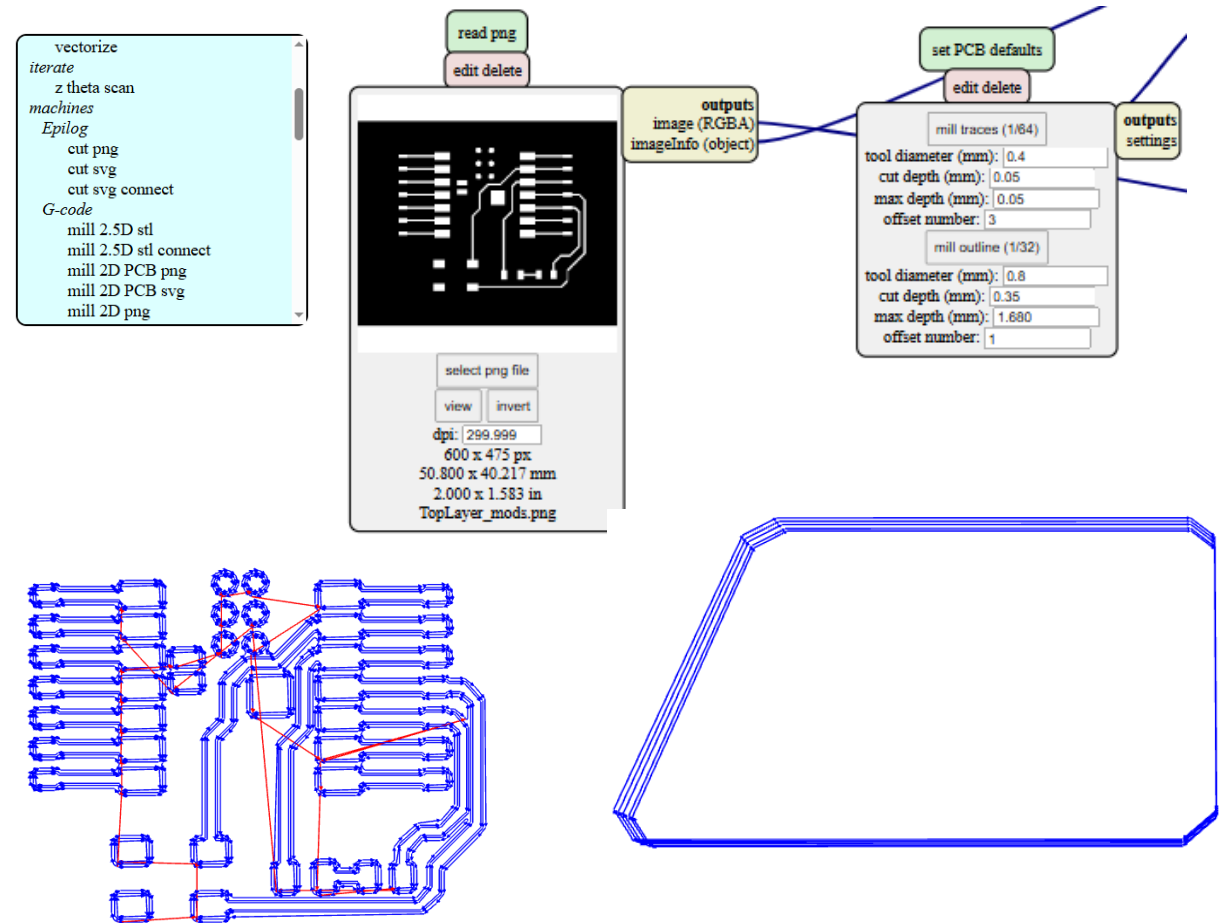 vectorize
iterate
z theta scan
machines
Epilog
cut png
cut svg
cut svg connect
G-code
mill 2.5D stl
mill 2.5D stl connect
mill 2D PCB png
mill 2D PCB svg
mill 2D png
read png
edit delete
outputs
image (RGBA)
imageInfo (object)
select png file
view invert
dpi: 299.999
600 x 475 px
50.800 x 40.217 mm
2.000 x 1.583 in
TopLayer_mods.png
set PCB defaults
edit delete
mill traces (1/64)
tool diameter (mm): 0.4
cut depth (mm): 0.05
max depth (mm): 0.05
offset number: 3
mill outline (1/32)
tool diameter (mm): 0.8
cut depth (mm): 0.35
max depth (mm): 1.680
offset number: 1
outputs
settings